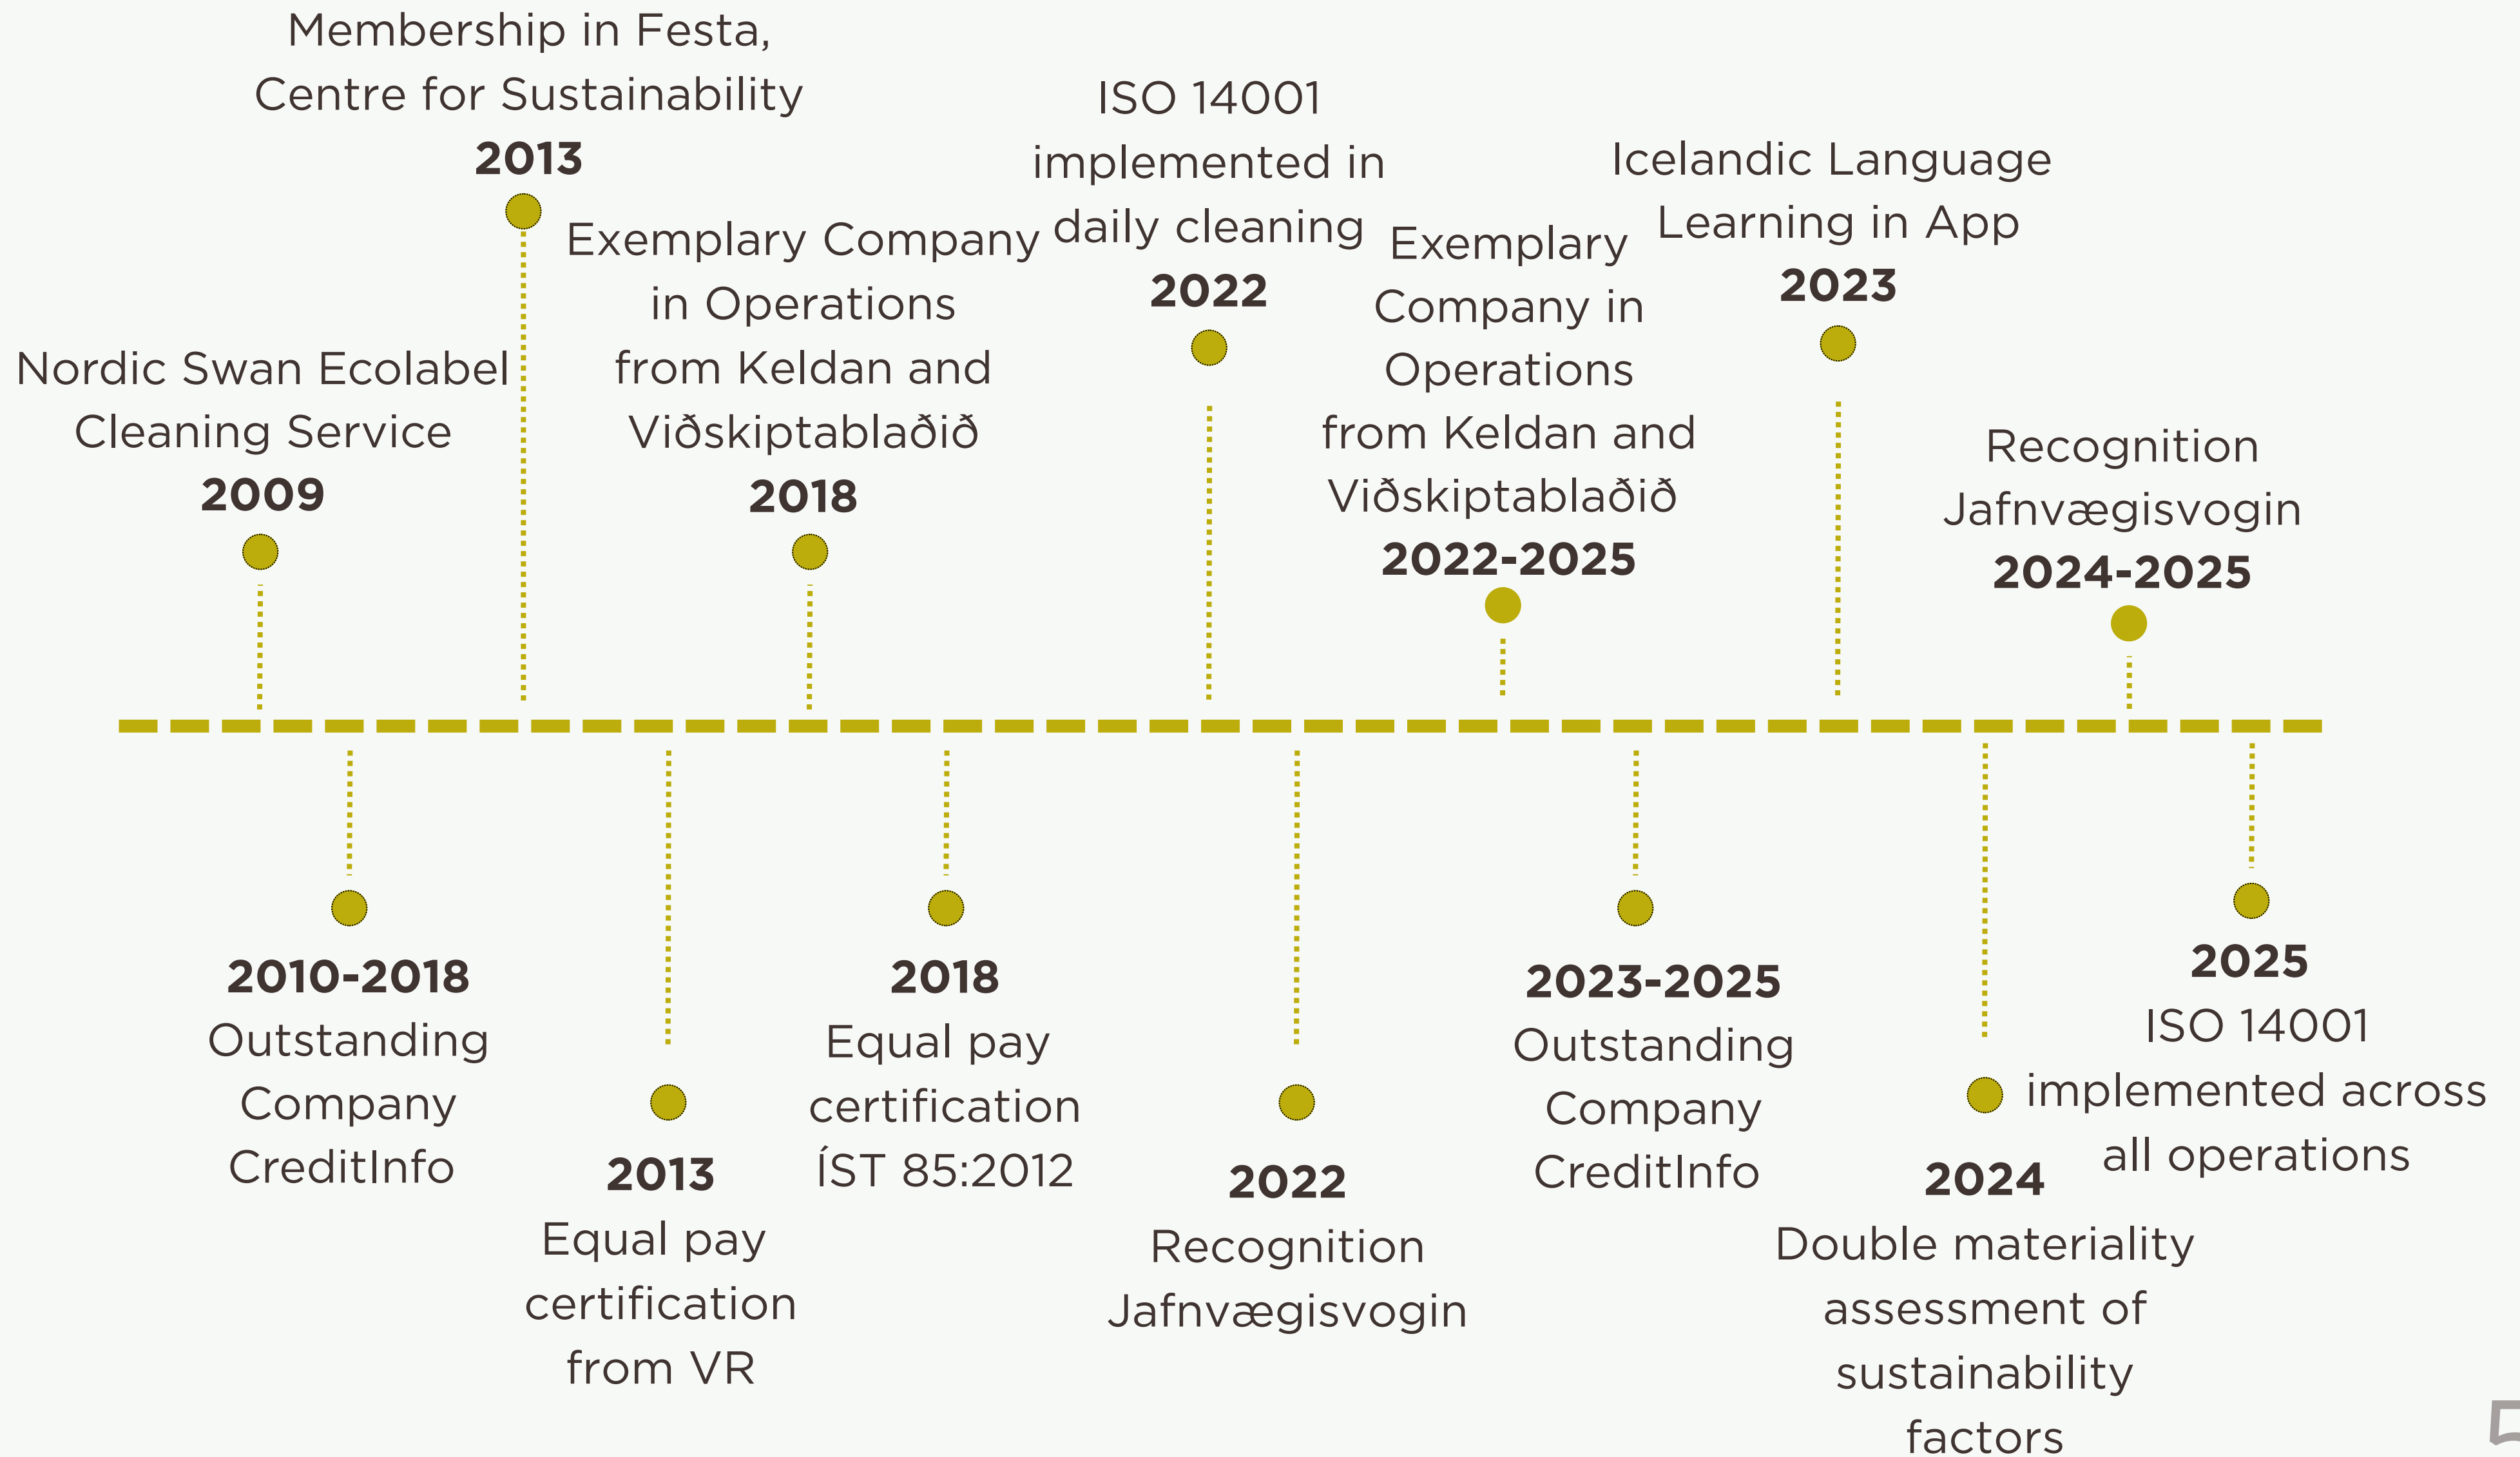 Membership in Festa,
Centre for Sustainability
2013
Nordic Swan Ecolabel
Cleaning Service
2009
Exemplary Company
in Operations
from Keldan and
Viðskiptablaðið
2018
ISO 14001
implemented in
daily cleaning
2022
Exemplary
Company in
Operations
from Keldan and
Viðskiptablaðið
2022-2025
Icelandic Language
Learning in App
2023
Recognition
Jafnvægisvogin
2024-2025
2010-2018
Outstanding
Company
CreditInfo
2013
Equal pay
certification
from VR
2018
Equal pay
certification
ÍST 85:2012
2022
Recognition
Jafnvægisvogin
2023-2025
Outstanding
Company
CreditInfo
2024
Double materiality
assessment of
sustainability
factors
2025
ISO 14001
implemented across
all operations